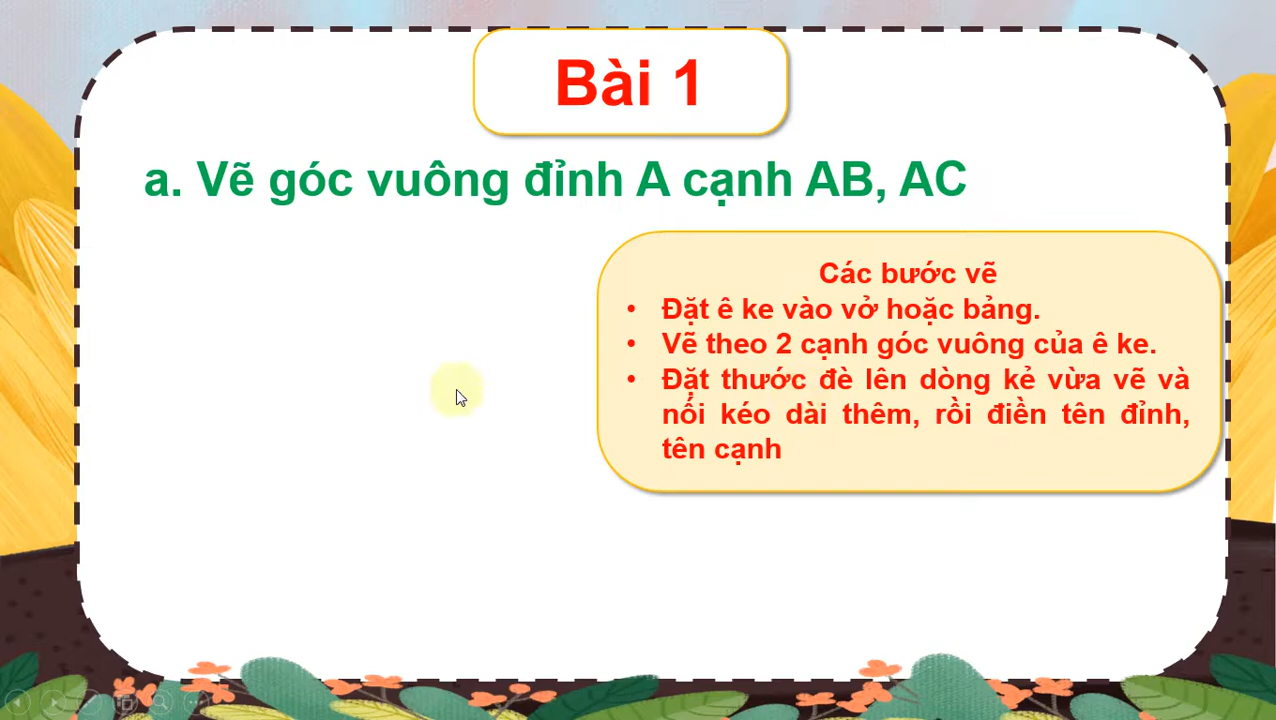 Bài 1
a. Vẽ góc vuông đỉnh A cạnh AB, AC
Các bước vẽ
• Đặt ê ke vào vở hoặc bảng.
• Vẽ theo 2 cạnh góc vuông của ê ke.
• Đặt thước đè lên dòng kẻ vừa vẽ và
nối kéo dài thêm, rồi điền tên đỉnh,
tên cạnh